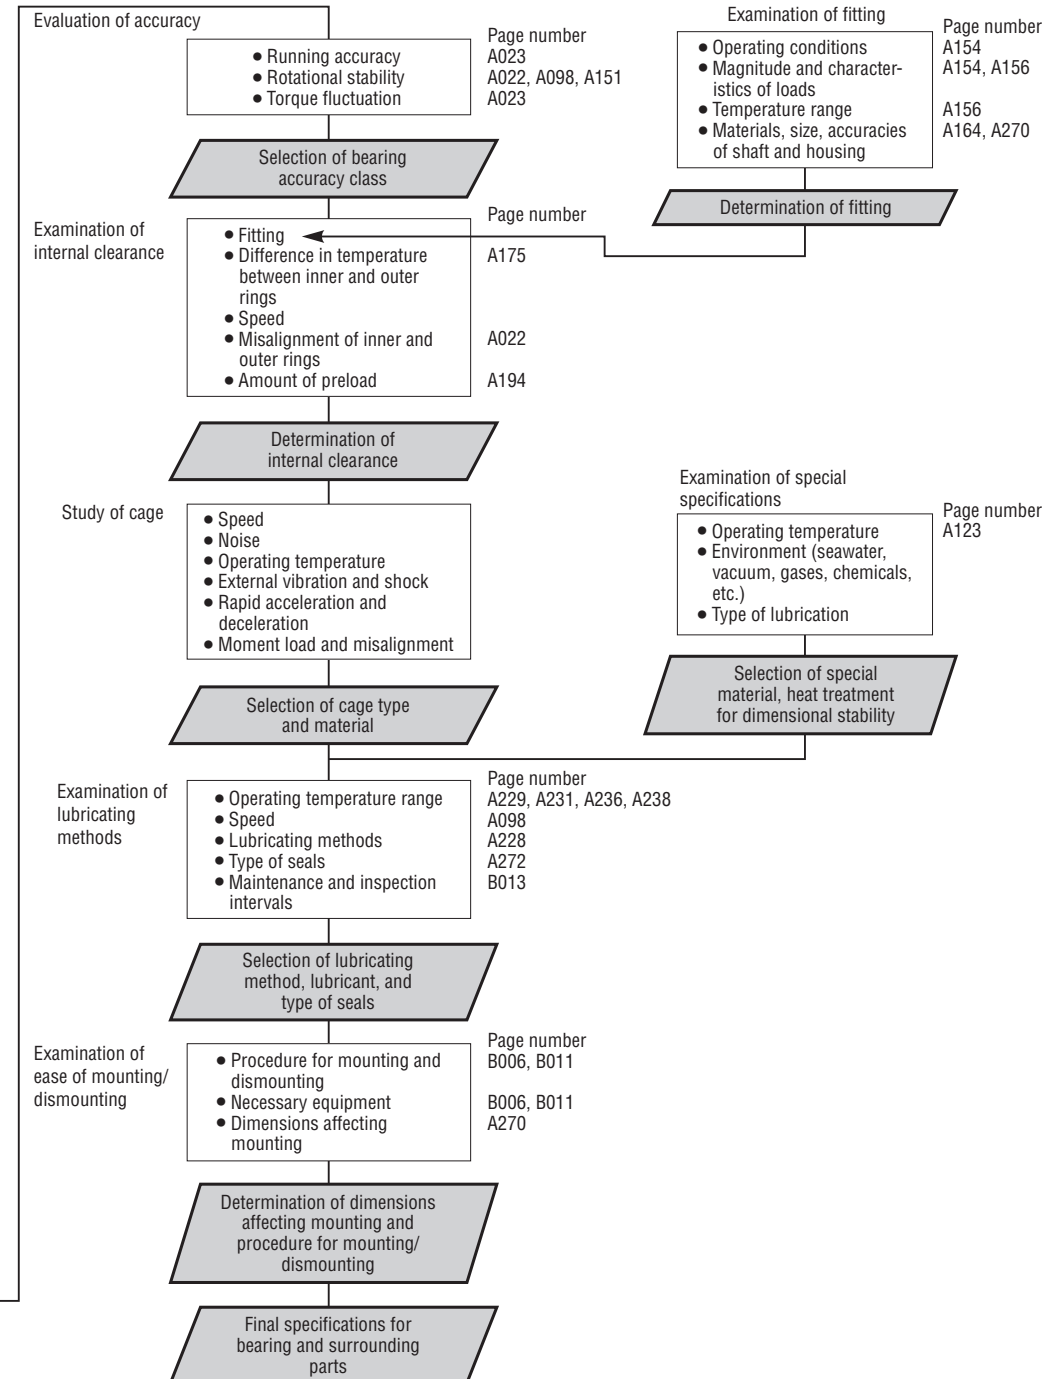 Evaluation of accuracy
Page number
● Running accuracy A023
● Rotational stability A022, A098, A151
● Torque fluctuation A023
Selection of bearing
accuracy class
Examination of fitting
Page number
● Operating conditions A154
● Magnitude and character- A154, A156
istics of loads
● Temperature range A156
● Materials, size, accuracies A164, A270
of shaft and housing
Determination of fitting
Examination of
internal clearance
Page number
● Fitting
● Difference in temperature A175
between inner and outer
rings
● Speed
● Misalignment of inner and A022
outer rings
● Amount of preload A194
Determination of
internal clearance
Study of cage
● Speed
● Noise
● Operating temperature
● External vibration and shock
● Rapid acceleration and
deceleration
● Moment load and misalignment
Selection of cage type
and material
Examination of special
specifications
Page number
● Operating temperature A123
● Environment (seawater,
vacuum, gases, chemicals,
etc.)
● Type of lubrication
Selection of special
material, heat treatment
for dimensional stability
Examination of
lubricating
methods
Page number
● Operating temperature range A229, A231, A236, A238
● Speed A098
● Lubricating methods A228
● Type of seals A272
● Maintenance and inspection B013
intervals
Selection of lubricating
method, lubricant, and
type of seals
Examination of
ease of mounting/
dismounting
Page number
● Procedure for mounting and B006, B011
dismounting
● Necessary equipment B006, B011
● Dimensions affecting A270
mounting
Determination of dimensions
affecting mounting and
procedure for mounting/
dismounting
Final specifications for
bearing and surrounding
parts